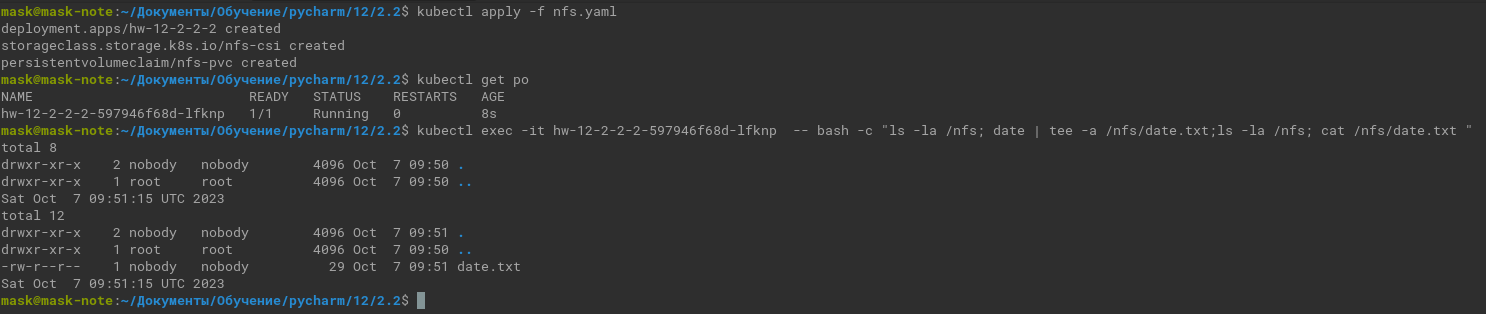 mask@mask-note:~/Документы/Обучение/pycharm/12/2.2$ kubectl apply -f nfs.yaml
deployment.apps/hw-12-2-2-2 created
storageclass.storage.k8s.io/nfs-csi created
persistentvolumeclaim/nfs-pvc created
mask@mask-note:~/Документы/Обучение/pycharm/12/2.2$ kubectl get po
NAME                           READY   STATUS    RESTARTS   AGE
hw-12-2-2-2-597946f68d-lfknp   1/1     Running   0          8s
mask@mask-note:~/Документы/Обучение/pycharm/12/2.2$ kubectl exec -it hw-12-2-2-2-597946f68d-lfknp  -- bash -c "ls -la /nfs; date | tee -a /nfs/date.txt;ls -la /nfs; cat /nfs/date.txt "
total 8
drwxr-xr-x    2 nobody   nobody        4096 Oct  7 09:50 .
drwxr-xr-x    1 root     root          4096 Oct  7 09:50 ..
Sat Oct  7 09:51:15 UTC 2023
total 12
drwxr-xr-x    2 nobody   nobody        4096 Oct  7 09:51 .
drwxr-xr-x    1 root     root          4096 Oct  7 09:50 ..
-rw-r--r--    1 nobody   nobody          29 Oct  7 09:51 date.txt
Sat Oct  7 09:51:15 UTC 2023
mask@mask-note:~/Документы/Обучение/pycharm/12/2.2$